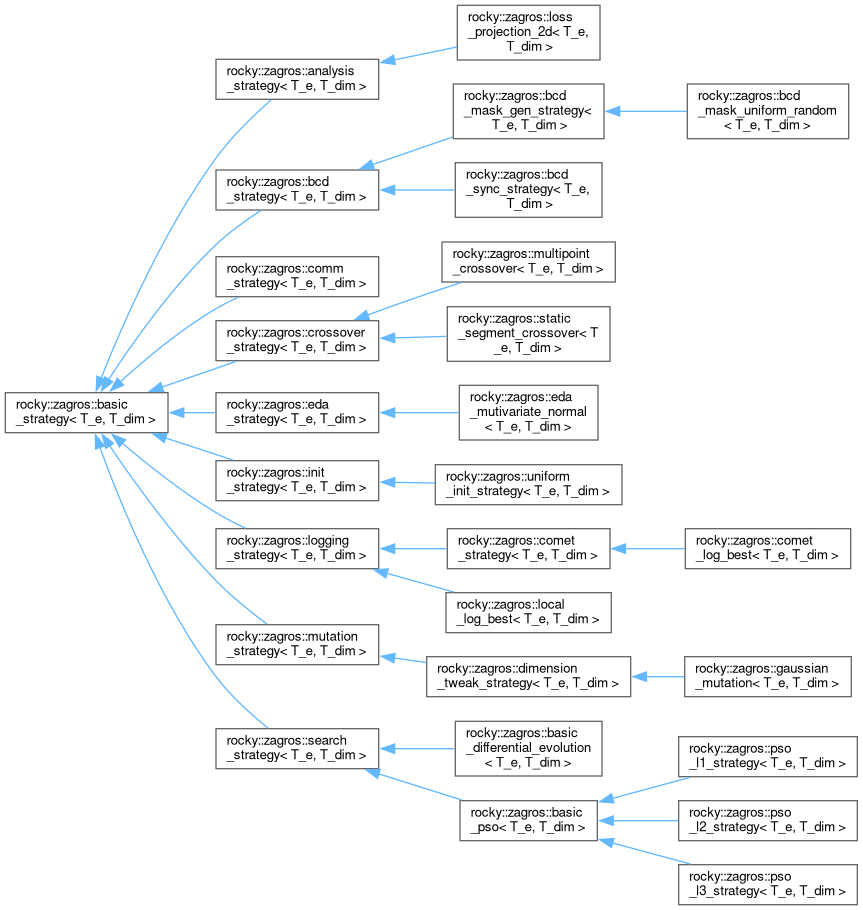 rocky::zagros::loss
_projection_2d< T_e,
T_dim >
rocky::zagros::analysis
_strategy< T_e, T_dim >
rocky::zagros::bcd
_mask_gen_strategy<
T_e, T_dim >
rocky::zagros::bcd
_mask_uniform_random
< T_e, T_dim >
rocky::zagros::bcd
_strategy< T_e, T_dim >
rocky::zagros::bcd
_sync_strategy< T_e,
T_dim >
rocky::zagros::comm
_strategy< T_e, T_dim >
rocky::zagros::multipoint
_crossover< T_e, T_dim >
rocky::zagros::crossover
_strategy< T_e, T_dim >
rocky::zagros::static
_segment_crossover< T
_e, T_dim >
rocky::zagros::basic
_strategy< T_e, T_dim >
rocky::zagros::eda
_strategy< T_e, T_dim >
rocky::zagros::eda
_mutivariate_normal
< T_e, T_dim >
rocky::zagros::init
_strategy< T_e, T_dim >
rocky::zagros::uniform
_init_strategy< T_e, T_dim >
rocky::zagros::logging
_strategy< T_e, T_dim >
rocky::zagros::comet
_strategy< T_e, T_dim >
rocky::zagros::comet
_log_best< T_e, T_dim >
rocky::zagros::local
_log_best< T_e, T_dim >
rocky::zagros::mutation
_strategy< T_e, T_dim >
rocky::zagros::dimension
_tweak_strategy< T_e, T_dim >
rocky::zagros::gaussian
_mutation< T_e, T_dim >
rocky::zagros::search
_strategy< T_e, T_dim >
rocky::zagros::basic
_differential_evolution
< T_e, T_dim >
rocky::zagros::pso
_l1_strategy< T_e, T_dim >
rocky::zagros::basic
_pso< T_e, T_dim >
rocky::zagros::pso
_l2_strategy< T_e, T_dim >
rocky::zagros::pso
_l3_strategy< T_e, T_dim >